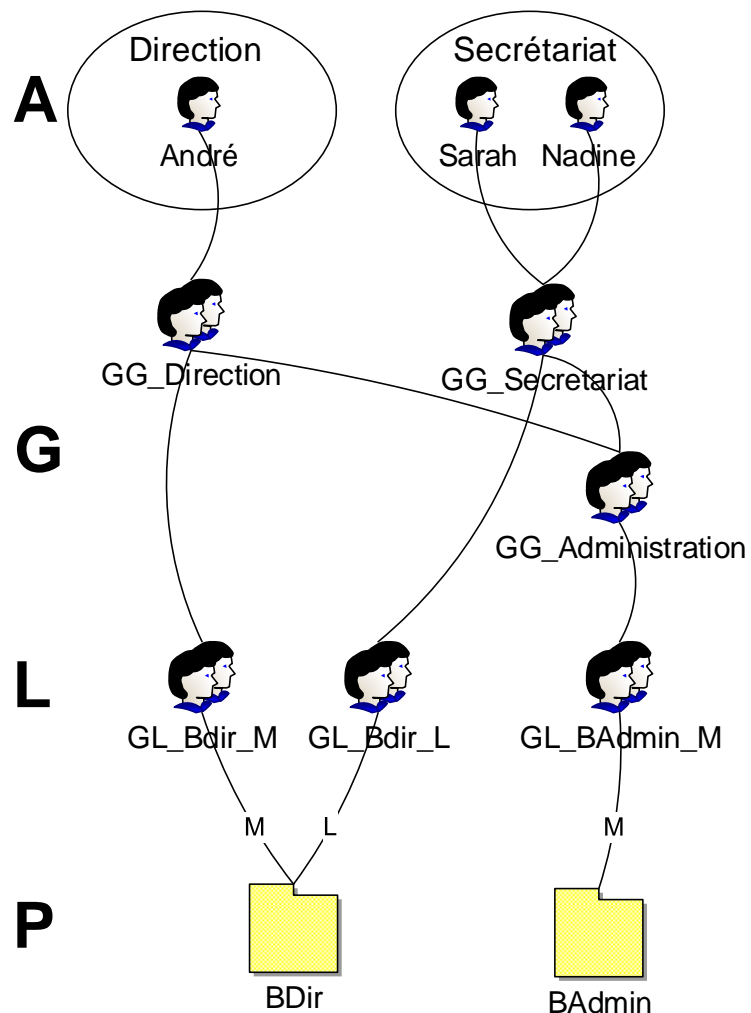 Direction
Secrétariat
A
André
Sarah
Nadine
GG_Direction
GG_Secretariat
G
GG_Administration
L
GL_Bdir_M
GL_Bdir_L
GL_BAdmin_M
M
L
M
P
BDir
BAdmin